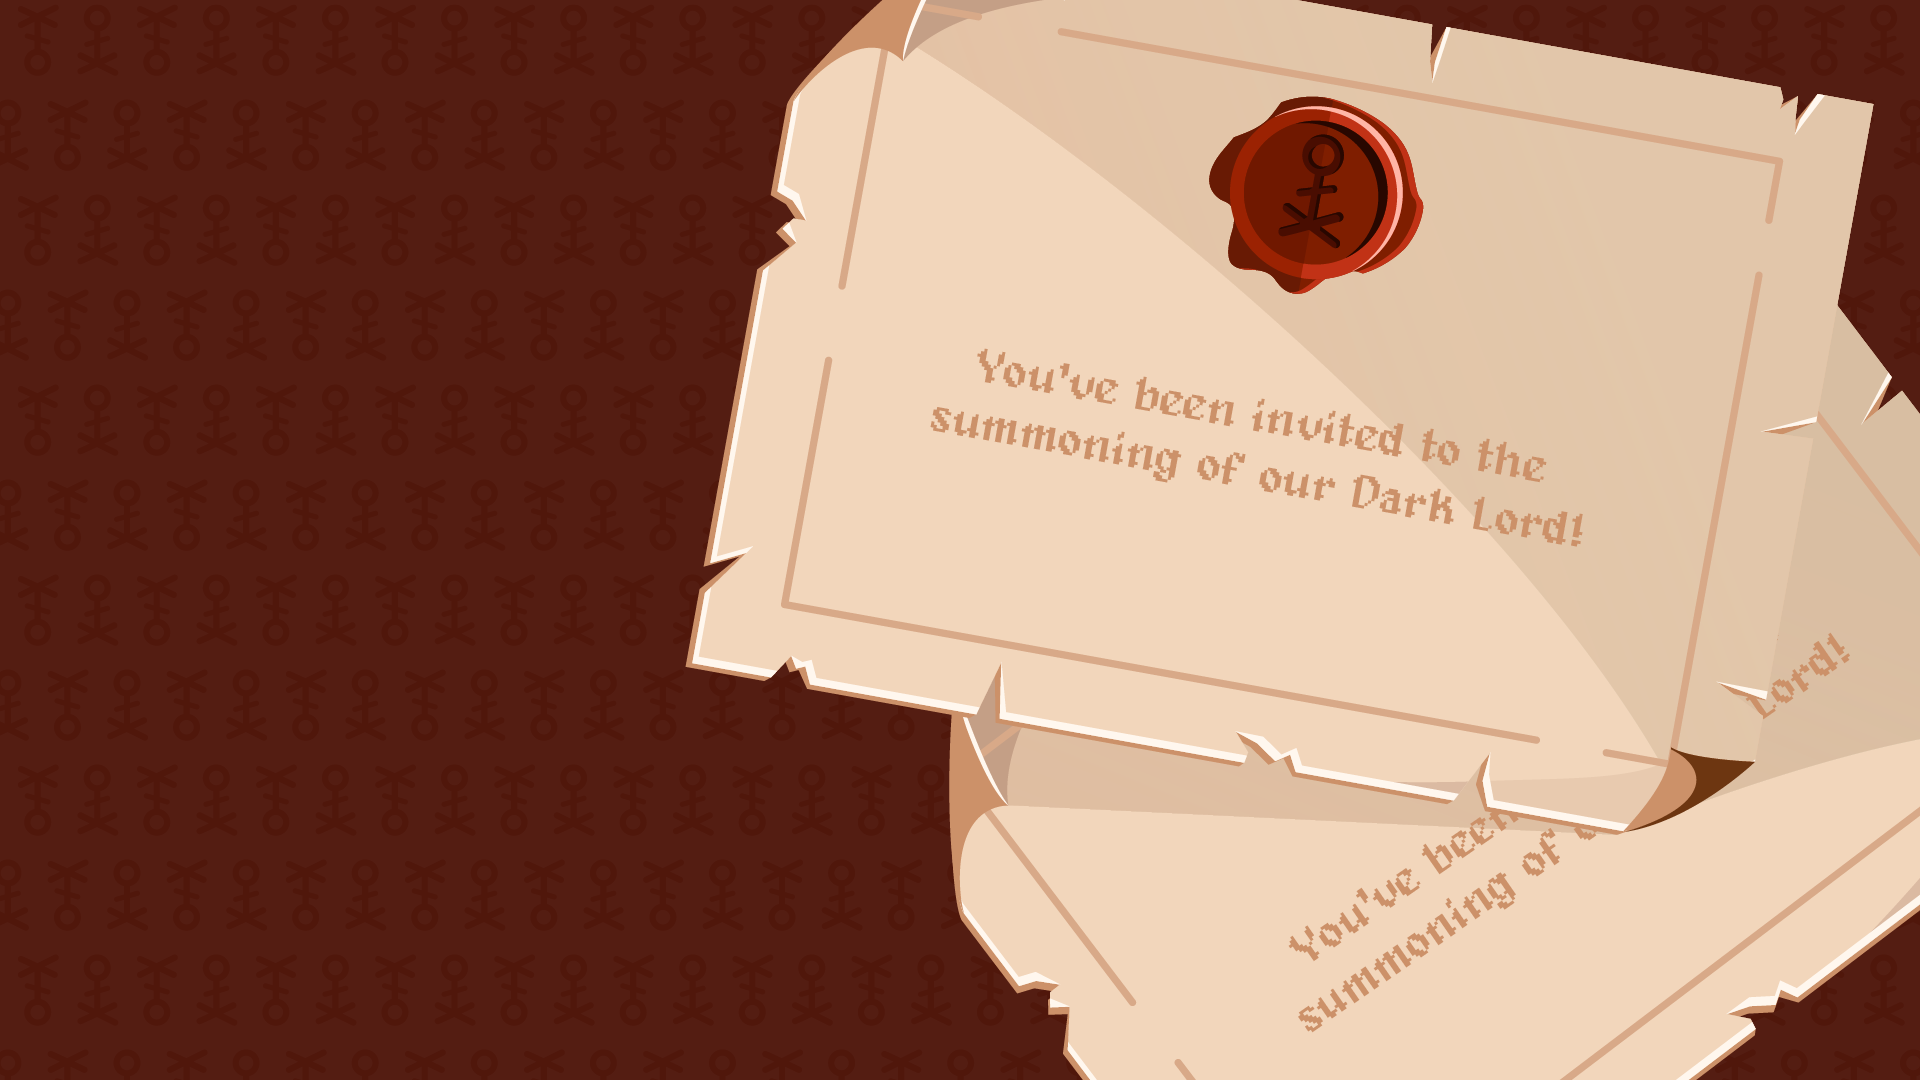 You've been invited to the
summoning of our Dark Lord!
Lord!
You've been
summoning of